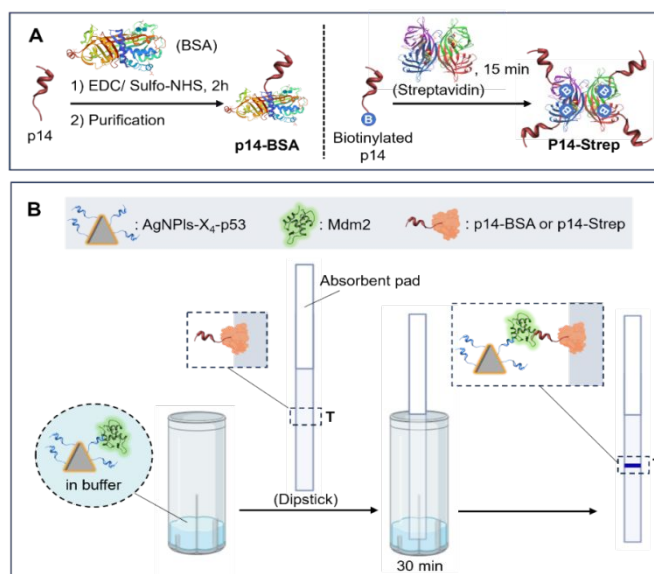 A
(BSA)
1) EDC/ Sulfo-NHS, 2h
2) Purification
p14
p14-BSA
B
Biotinylated
p14
(Streptavidin)
, 15 min
B
B
B
B
P14-Strep
B
: AgNPls-X₄-p53
: Mdm2
: p14-BSA or p14-Strep
Absorbent pad
T
in buffer
(Dipstick)
30 min